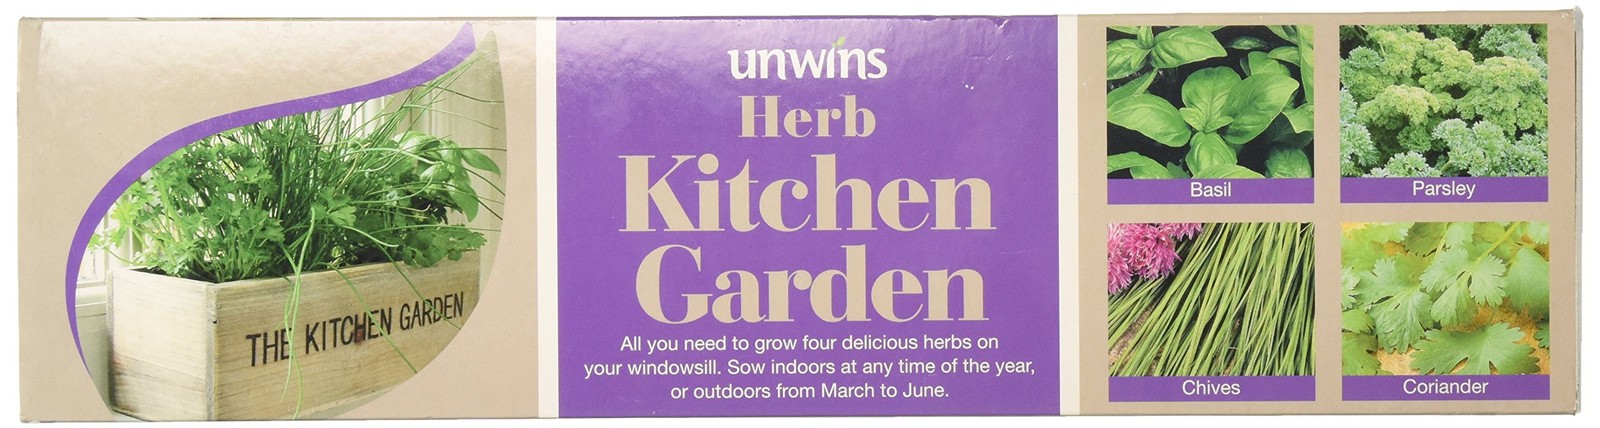 THE KITCHEN GARDEN
unwins
Herb
Kitchen
Garden
All you need to grow four delicious herbs on
your windowsill. Sow indoors at any time of the year,
or outdoors from March to June.
Basil
Parsley
Chives
Coriander